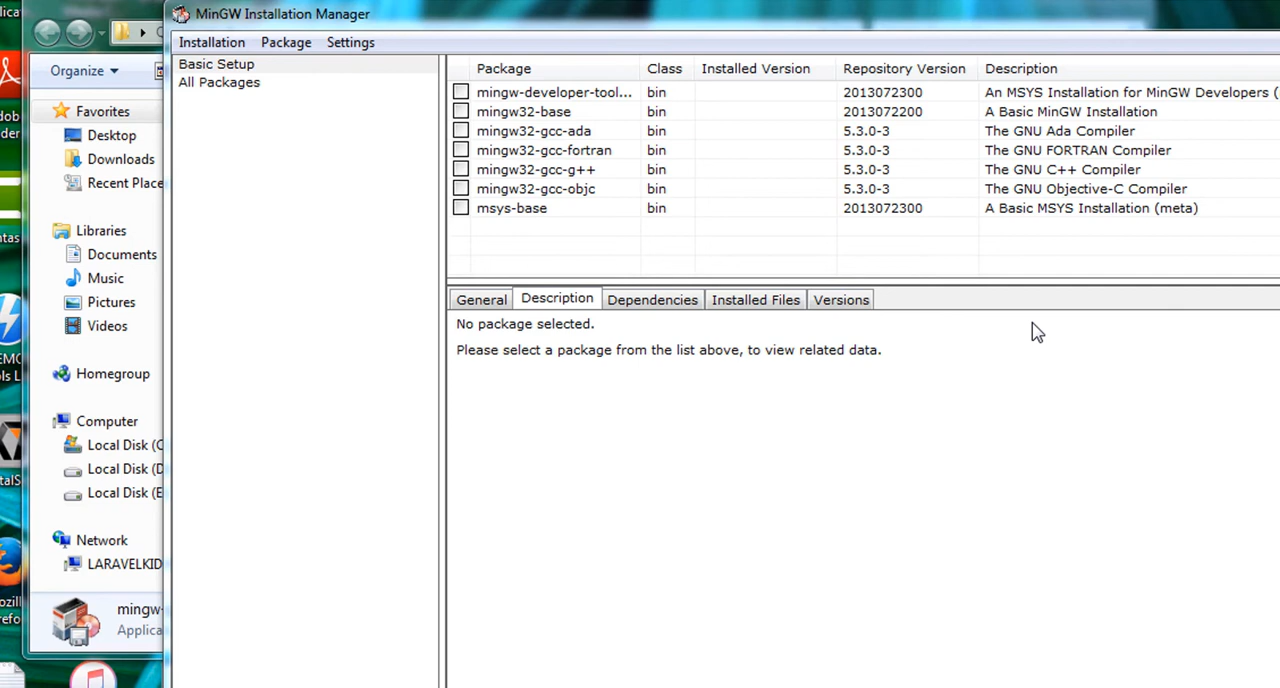 MinGW Installation Manager
Installation Package Settings
Basic Setup
All Packages
Package Class Installed Version Repository Version Description
mingw-developer-tool... bin 2013072300 An MSYS Installation for MinGW Developers (
mingw32-base bin 2013072200 A Basic MinGW Installation
mingw32-gcc-ada bin 5.3.0-3 The GNU Ada Compiler
mingw32-gcc-fortran bin 5.3.0-3 The GNU FORTRAN Compiler
mingw32-gcc-g++ bin 5.3.0-3 The GNU C++ Compiler
mingw32-gcc-objc bin 5.3.0-3 The GNU Objective-C Compiler
msys-base bin 2013072300 A Basic MSYS Installation (meta)
General Description Dependencies Installed Files Versions
No package selected.
Please select a package from the list above, to view related data.
Organize
Favorites
Desktop
Downloads
Recent Place
Libraries
Documents
Music
Pictures
Videos
Homegroup
Computer
Local Disk (C
Local Disk (D
Local Disk (E
Network
LARAVELKID
mingw-
Applica